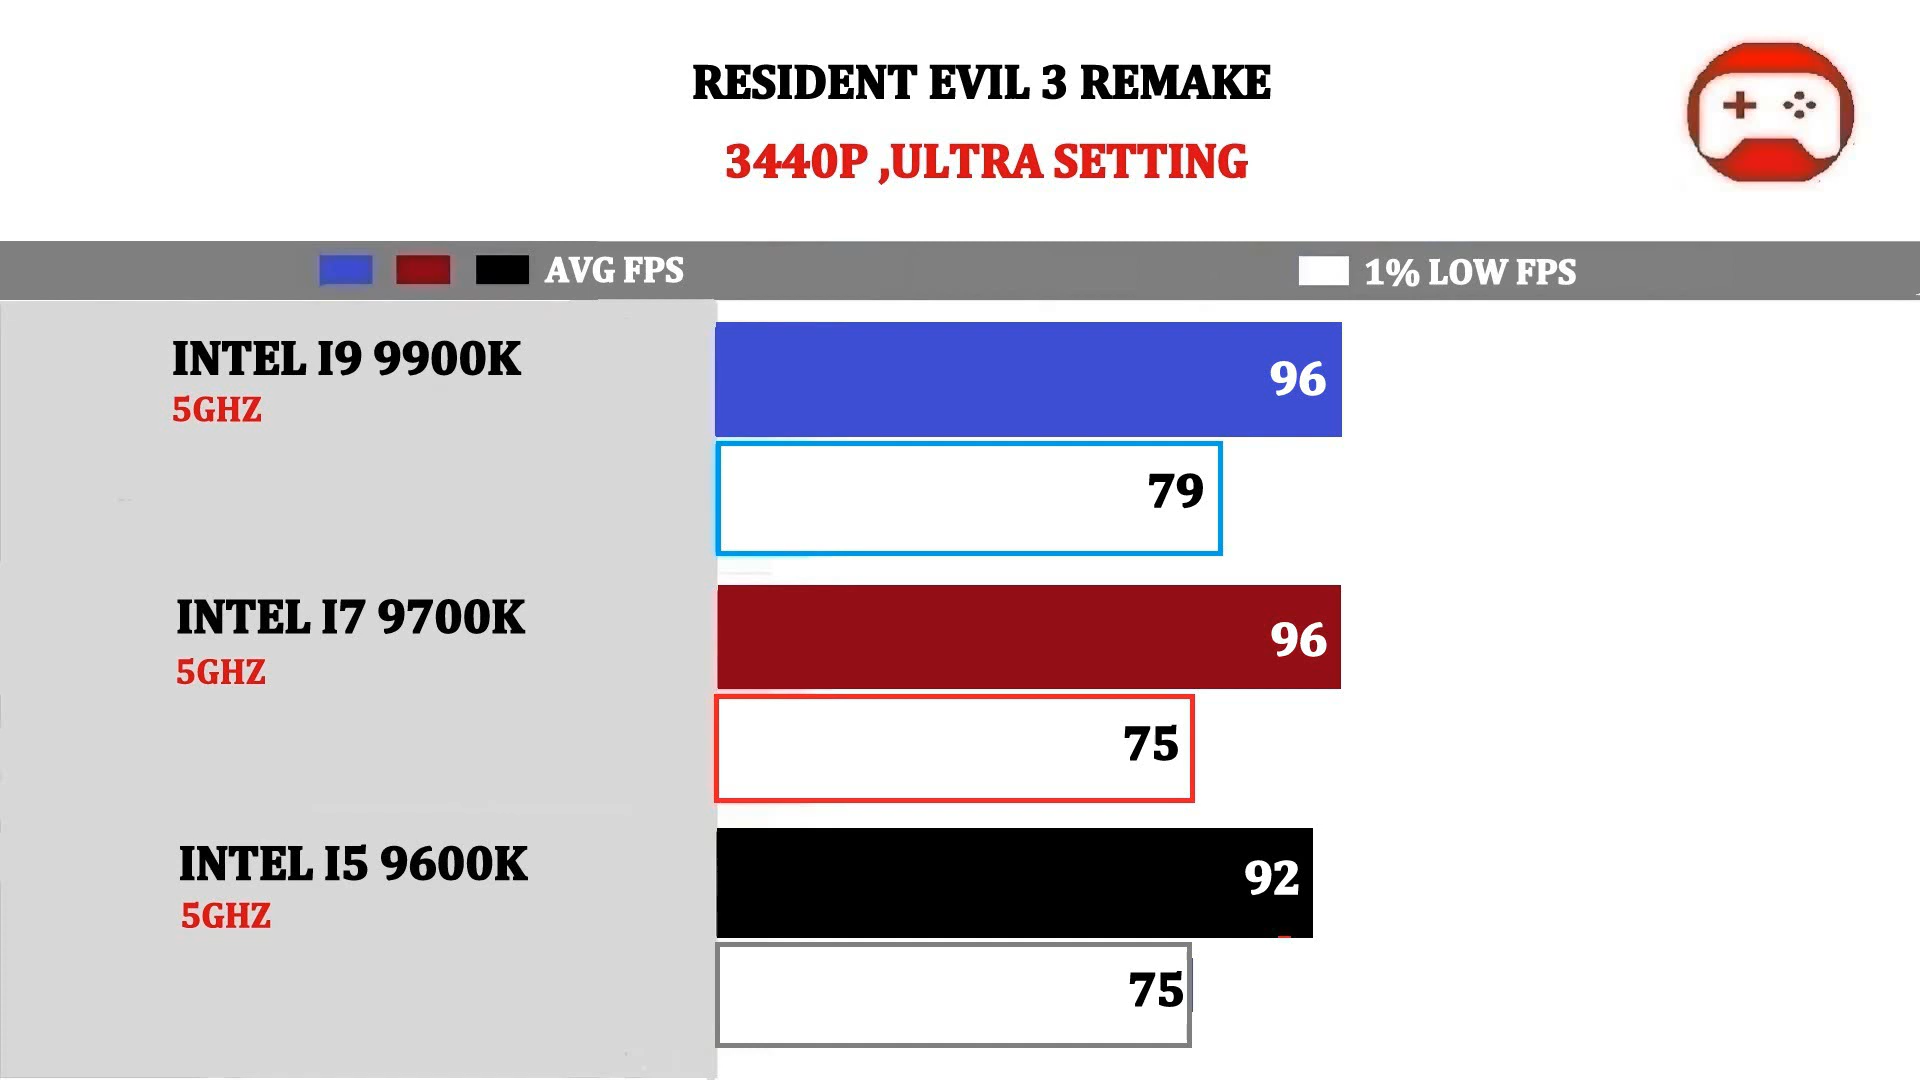 RESIDENT EVIL 3 REMAKE
3440P ,ULTRA SETTING
AVG FPS
1% LOW FPS
INTEL I9 9900K
5GHZ
96
79
INTEL I7 9700K
5GHZ
96
75
INTEL I5 9600K
5GHZ
92
75